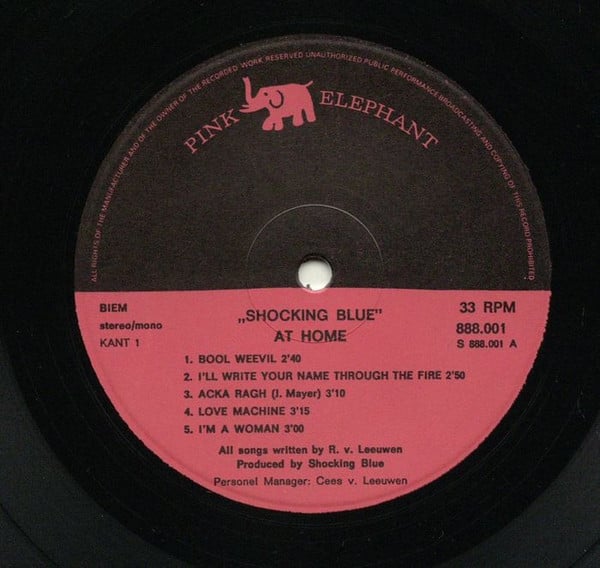 ALL RIGHTS OF THE MANUFACTURER AND OF THE OWNER OF THE RECORDED WORK RESERVED UNAUTHORIZED PUBLIC PERFORMANCE BROADCASTING AND COPYING OF THIS RECORD PROHIBITED
PINK ELEPHANT
BIEM
stereo/mono
KANT 1
„SHOCKING BLUE"
AT HOME
33 RPM
888.001
S 888.001 A
1. BOOL WEEVIL 2'40
2. I'LL WRITE YOUR NAME THROUGH THE FIRE 2'50
3. ACKA RAGH (J. Mayer) 3'10
4. LOVE MACHINE 3'15
5. I'M A WOMAN 3'00
All songs written by R. v. Leeuwen
Produced by Shocking Blue
Personel Manager: Cees v. Leeuwen